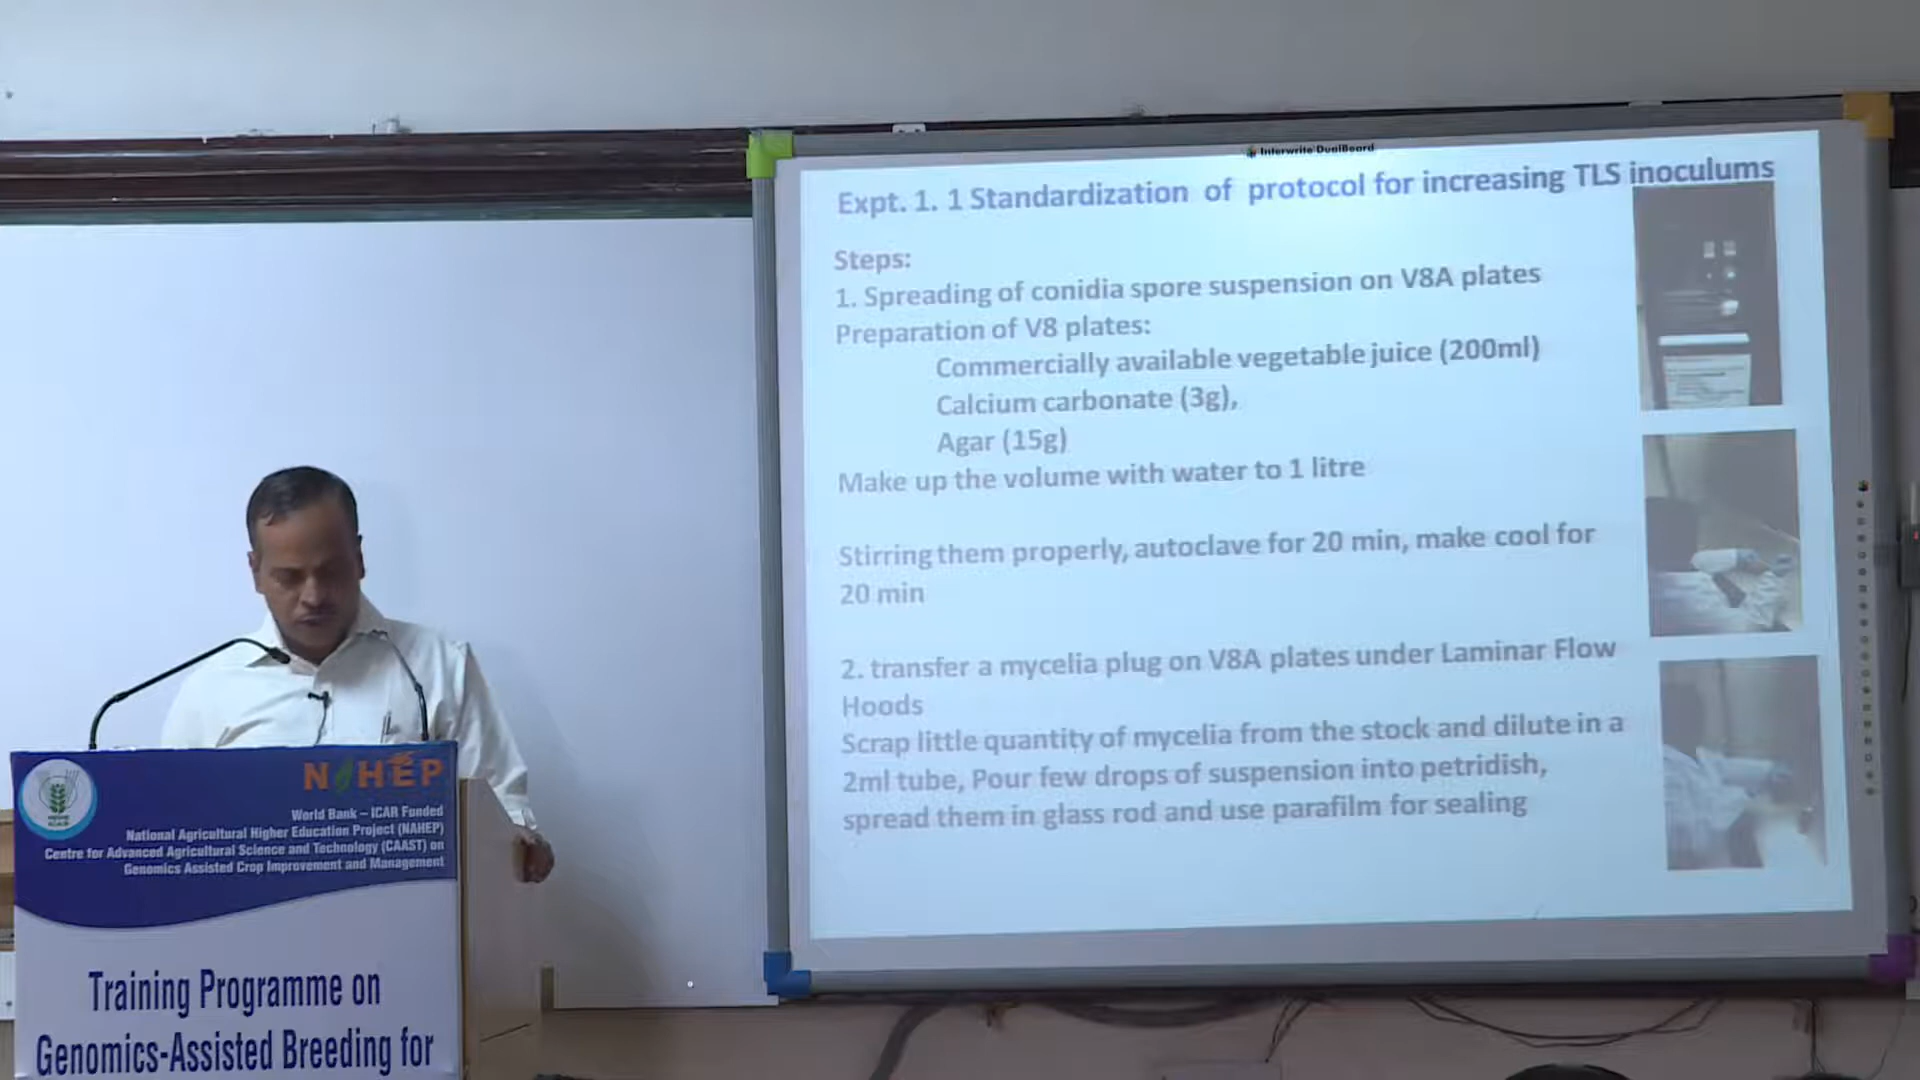 Interwrite DualBoard
Expt. 1. 1 Standardization of protocol for increasing TLS inoculums
Steps:
1. Spreading of conidia spore suspension on V8A plates
Preparation of V8 plates:
Commercially available vegetable juice (200ml)
Calcium carbonate (3g),
Agar (15g)
Make up the volume with water to 1 litre
Stirring them properly, autoclave for 20 min, make cool for
20 min
2. transfer a mycelia plug on V8A plates under Laminar Flow
Hoods
Scrap little quantity of mycelia from the stock and dilute in a
2ml tube, Pour few drops of suspension into petridish,
spread them in glass rod and use parafilm for sealing
NAHEP
World Bank – ICAR Funded
National Agricultural Higher Education Project (NAHEP)
Centre for Advanced Agricultural Science and Technology (CAAST) on
Genomics Assisted Crop Improvement and Management
Training Programme on
Genomics-Assisted Breeding for